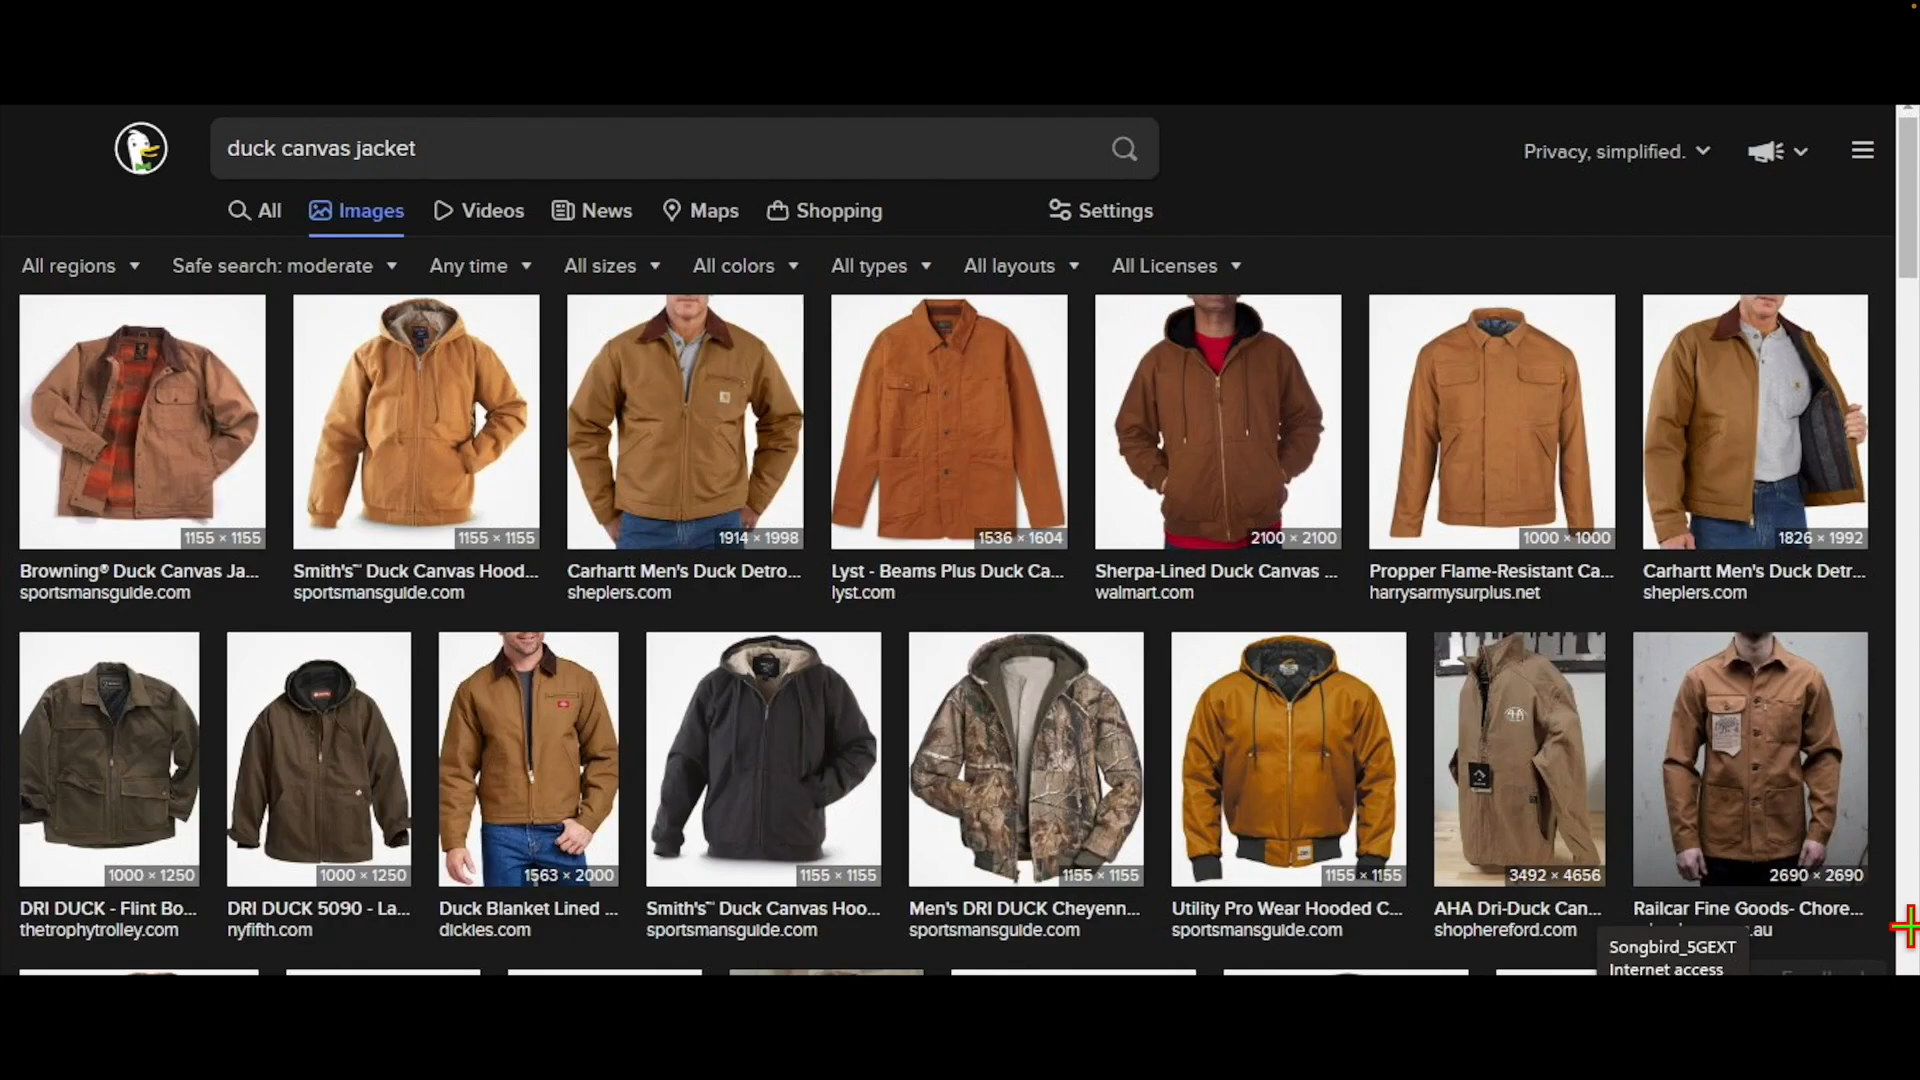 duck canvas jacket
Privacy, simplified.
All
Images
Videos
News
Maps
Shopping
Settings
All regions
Safe search: moderate
Any time
All sizes
All colors
All types
All layouts
All Licenses
1155 × 1155
1155 × 1155
1914 × 1998
1536 × 1604
2100 × 2100
1000 × 1000
1826 × 1992
Browning® Duck Canvas Ja...
sportsmansguide.com
Smith's™ Duck Canvas Hood...
sportsmansguide.com
Carhartt Men's Duck Detro...
sheplers.com
Lyst - Beams Plus Duck Ca...
lyst.com
Sherpa-Lined Duck Canvas ...
walmart.com
Propper Flame-Resistant Ca...
harrysarmysurplus.net
Carhartt Men's Duck Detr...
sheplers.com
1000 × 1250
1000 × 1250
1563 × 2000
1155 × 1155
1155 × 1155
1155 × 1155
3492 × 4656
2690 × 2690
DRI DUCK - Flint Bo...
thetrophytrolley.com
DRI DUCK 5090 - La...
nyfifth.com
Duck Blanket Lined ...
dickies.com
Smith's™ Duck Canvas Hoo...
sportsmansguide.com
Men's DRI DUCK Cheyenn...
sportsmansguide.com
Utility Pro Wear Hooded C...
sportsmansguide.com
AHA Dri-Duck Can...
shophereford.com
Railcar Fine Goods- Chore...
.au
Songbird_5GEXT
Internet access